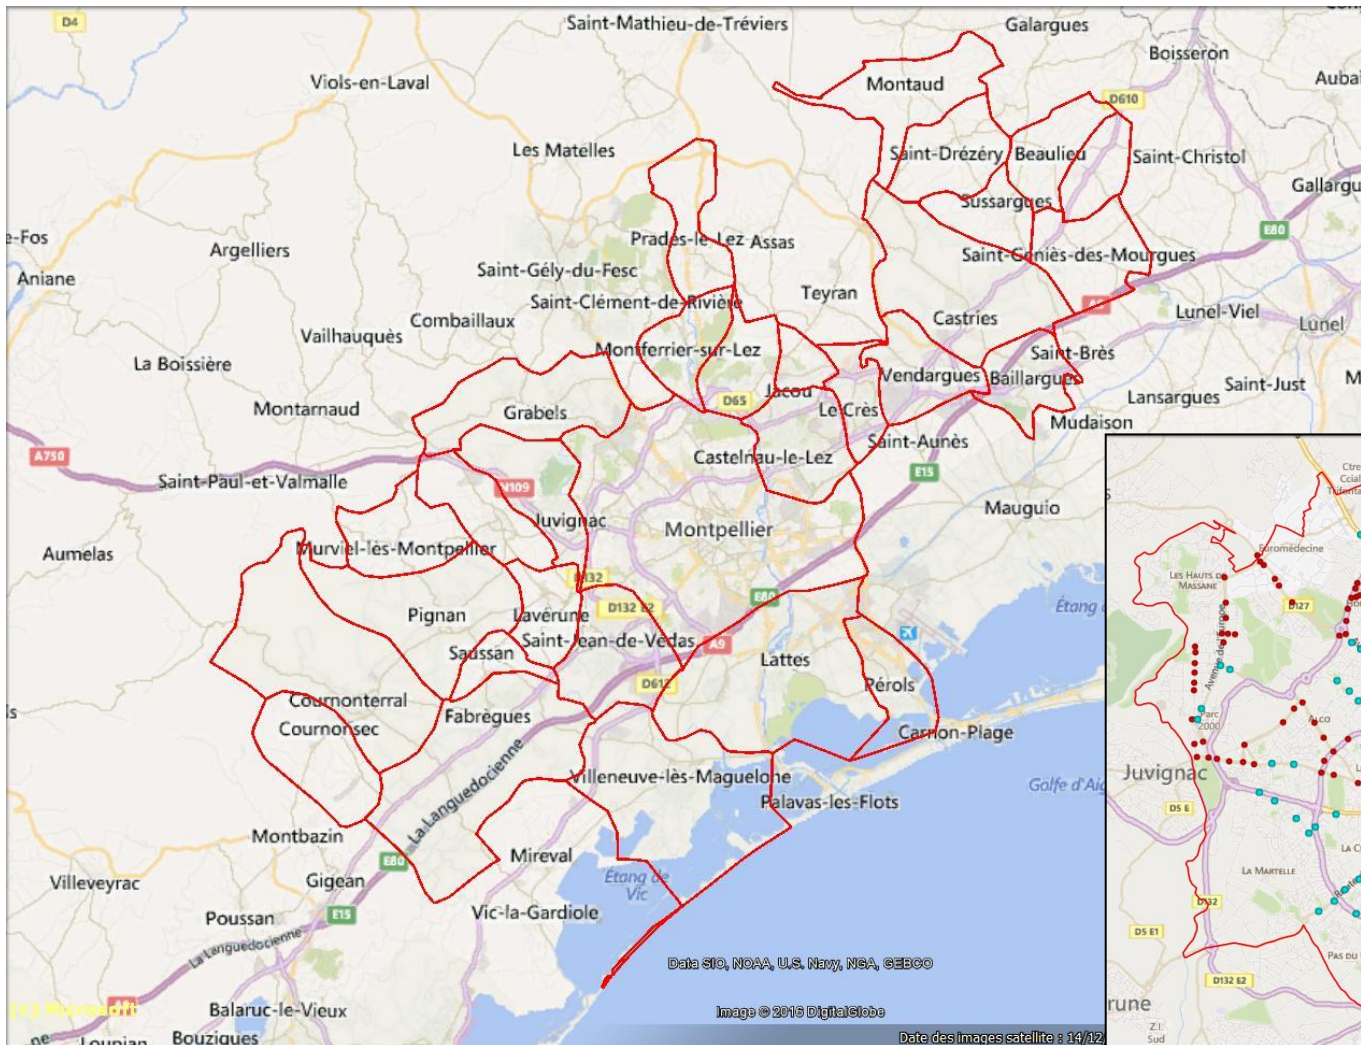 D4
Saint-Mathieu-de-Tréviers
Galargues
Boisseron
Viols-en-Laval
Montaud
D610
Les Matelles
Saint-Drézéry
Beaulieu
Saint-Christol
Sussargues
Argelliers
Prades-le-Lez
Assas
E80
Aniane
Saint-Gély-du-Fesc
Saint-Geniès-des-Mourgues
Teyran
Saint-Clément-de-Rivière
Combaillaux
Castries
Lunel-Viel
Lunel
Vailhauquès
La Boissière
Montferrier-sur-Lez
Saint-Brès
Vendargues
Baillargues
Saint-Just
Jacou
Lansargues
D65
Montarnaud
Grabels
Le Crès
Mudaison
Saint-Aunès
A750
Castelnau-le-Lez
E15
Saint-Paul-et-Valmalle
N109
Mauguio
Juvignac
Montpellier
Aumelas
Murviel-lès-Montpellier
D132
E80
D132 E2
Pignan
Lavérune
Saint-Jean-de-Védas
A9
Saussan
Lattes
D612
Pérols
Cournonterral
Fabrègues
Cournonsec
Carnon-Plage
Villeneuve-lès-Maguelone
La Languedocienne
Palavas-les-Flots
Montbazin
Mireval
E80
Étang de
Vic
Villeveyrac
Gigean
Poussan
E15
Vic-la-Gardiole
La Languedocienne
Data SIO, NOAA, U.S. Navy, NGA, GEBCO
(c) Microsoft
Balaruc-le-Vieux
Image © 2016 DigitalGlobe
Bouzigues
Date des images satellite : 14/12
Euromédecine
LES HAUTS DE
MASSANE
D127
Avenue de l'Europe
Parc
2000
ALCO
Juvignac
D5 E
LA MARTELLE
D132
D5 E1
D132 E2
Z.I.
Sud